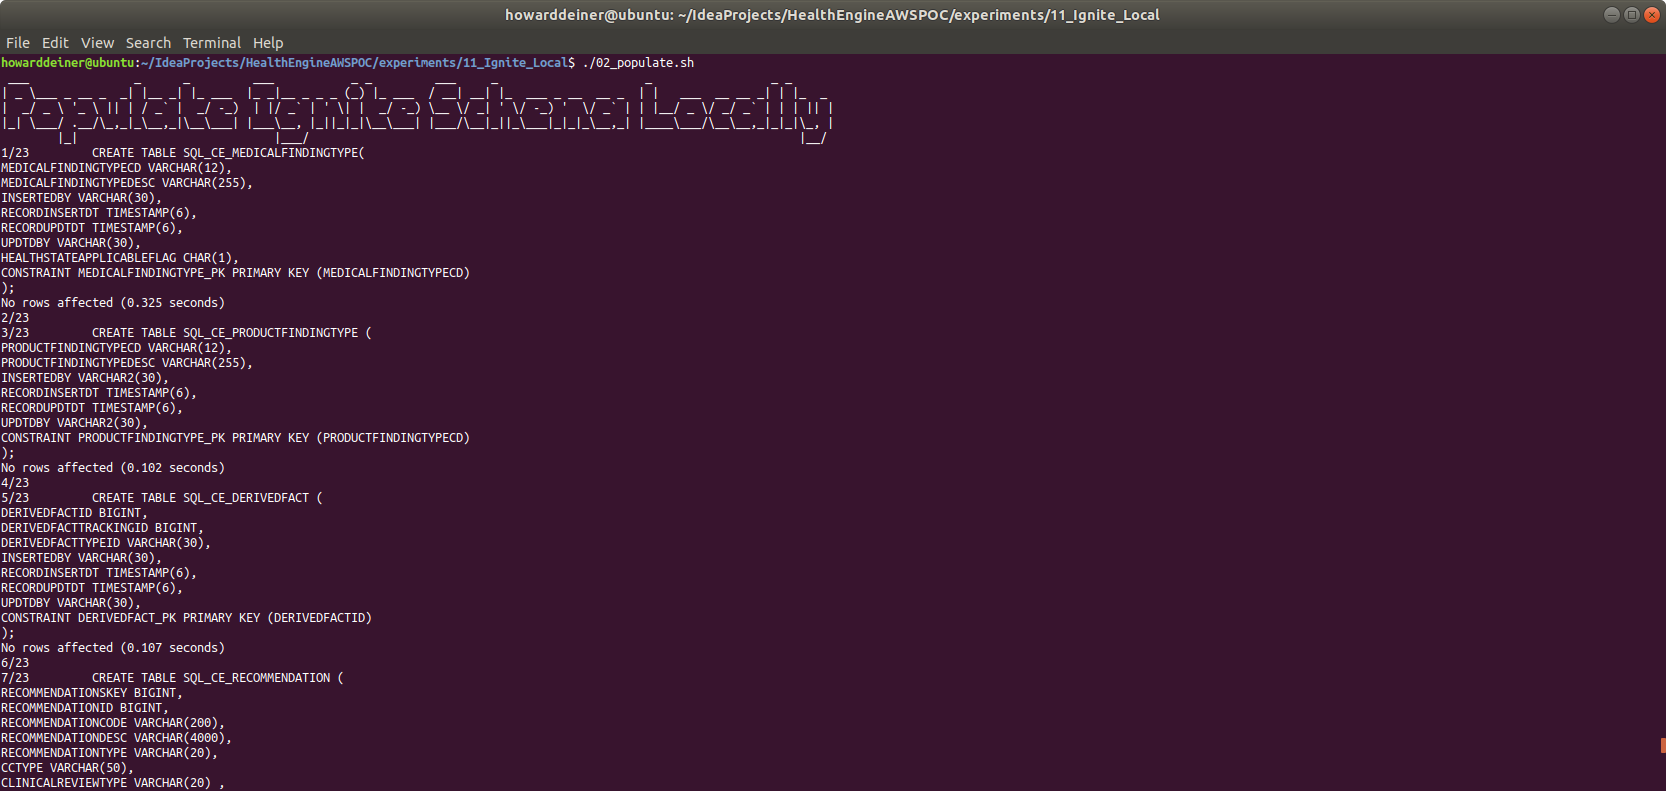 howarddeiner@ubuntu: ~/IdeaProjects/HealthEngineAWSPOC/experiments/11_Ignite_Local
File Edit View Search Terminal Help
howarddeiner@ubuntu:~/IdeaProjects/HealthEngineAWSPOC/experiments/11_Ignite_Local$ ./02_populate.sh
Populate Ignite Schema Locally
1/23 CREATE TABLE SQL_CE_MEDICALFINDINGTYPE(
MEDICALFINDINGTYPECD VARCHAR(12),
MEDICALFINDINGTYPEDESC VARCHAR(255),
INSERTEDBY VARCHAR(30),
RECORDINSERTDT TIMESTAMP(6),
RECORDUPDTDT TIMESTAMP(6),
UPDTDBY VARCHAR(30),
HEALTHSTATEAPPLICABLEFLAG CHAR(1),
CONSTRAINT MEDICALFINDINGTYPE_PK PRIMARY KEY (MEDICALFINDINGTYPECD)
);
No rows affected (0.325 seconds)
2/23
3/23 CREATE TABLE SQL_CE_PRODUCTFINDINGTYPE (
PRODUCTFINDINGTYPECD VARCHAR(12),
PRODUCTFINDINGTYPEDESC VARCHAR(255),
INSERTEDBY VARCHAR2(30),
RECORDINSERTDT TIMESTAMP(6),
RECORDUPDTDT TIMESTAMP(6),
UPDTDBY VARCHAR2(30),
CONSTRAINT PRODUCTFINDINGTYPE_PK PRIMARY KEY (PRODUCTFINDINGTYPECD)
);
No rows affected (0.102 seconds)
4/23
5/23 CREATE TABLE SQL_CE_DERIVEDFACT (
DERIVEDFACTID BIGINT,
DERIVEDFACTTRACKINGID BIGINT,
DERIVEDFACTTYPEID VARCHAR(30),
INSERTEDBY VARCHAR(30),
RECORDINSERTDT TIMESTAMP(6),
RECORDUPDTDT TIMESTAMP(6),
UPDTDBY VARCHAR(30),
CONSTRAINT DERIVEDFACT_PK PRIMARY KEY (DERIVEDFACTID)
);
No rows affected (0.107 seconds)
6/23
7/23 CREATE TABLE SQL_CE_RECOMMENDATION (
RECOMMENDATIONSKEY BIGINT,
RECOMMENDATIONID BIGINT,
RECOMMENDATIONCODE VARCHAR(200),
RECOMMENDATIONDESC VARCHAR(4000),
RECOMMENDATIONTYPE VARCHAR(20),
CCTYPE VARCHAR(50),
CLINICALREVIEWTYPE VARCHAR(20) ,